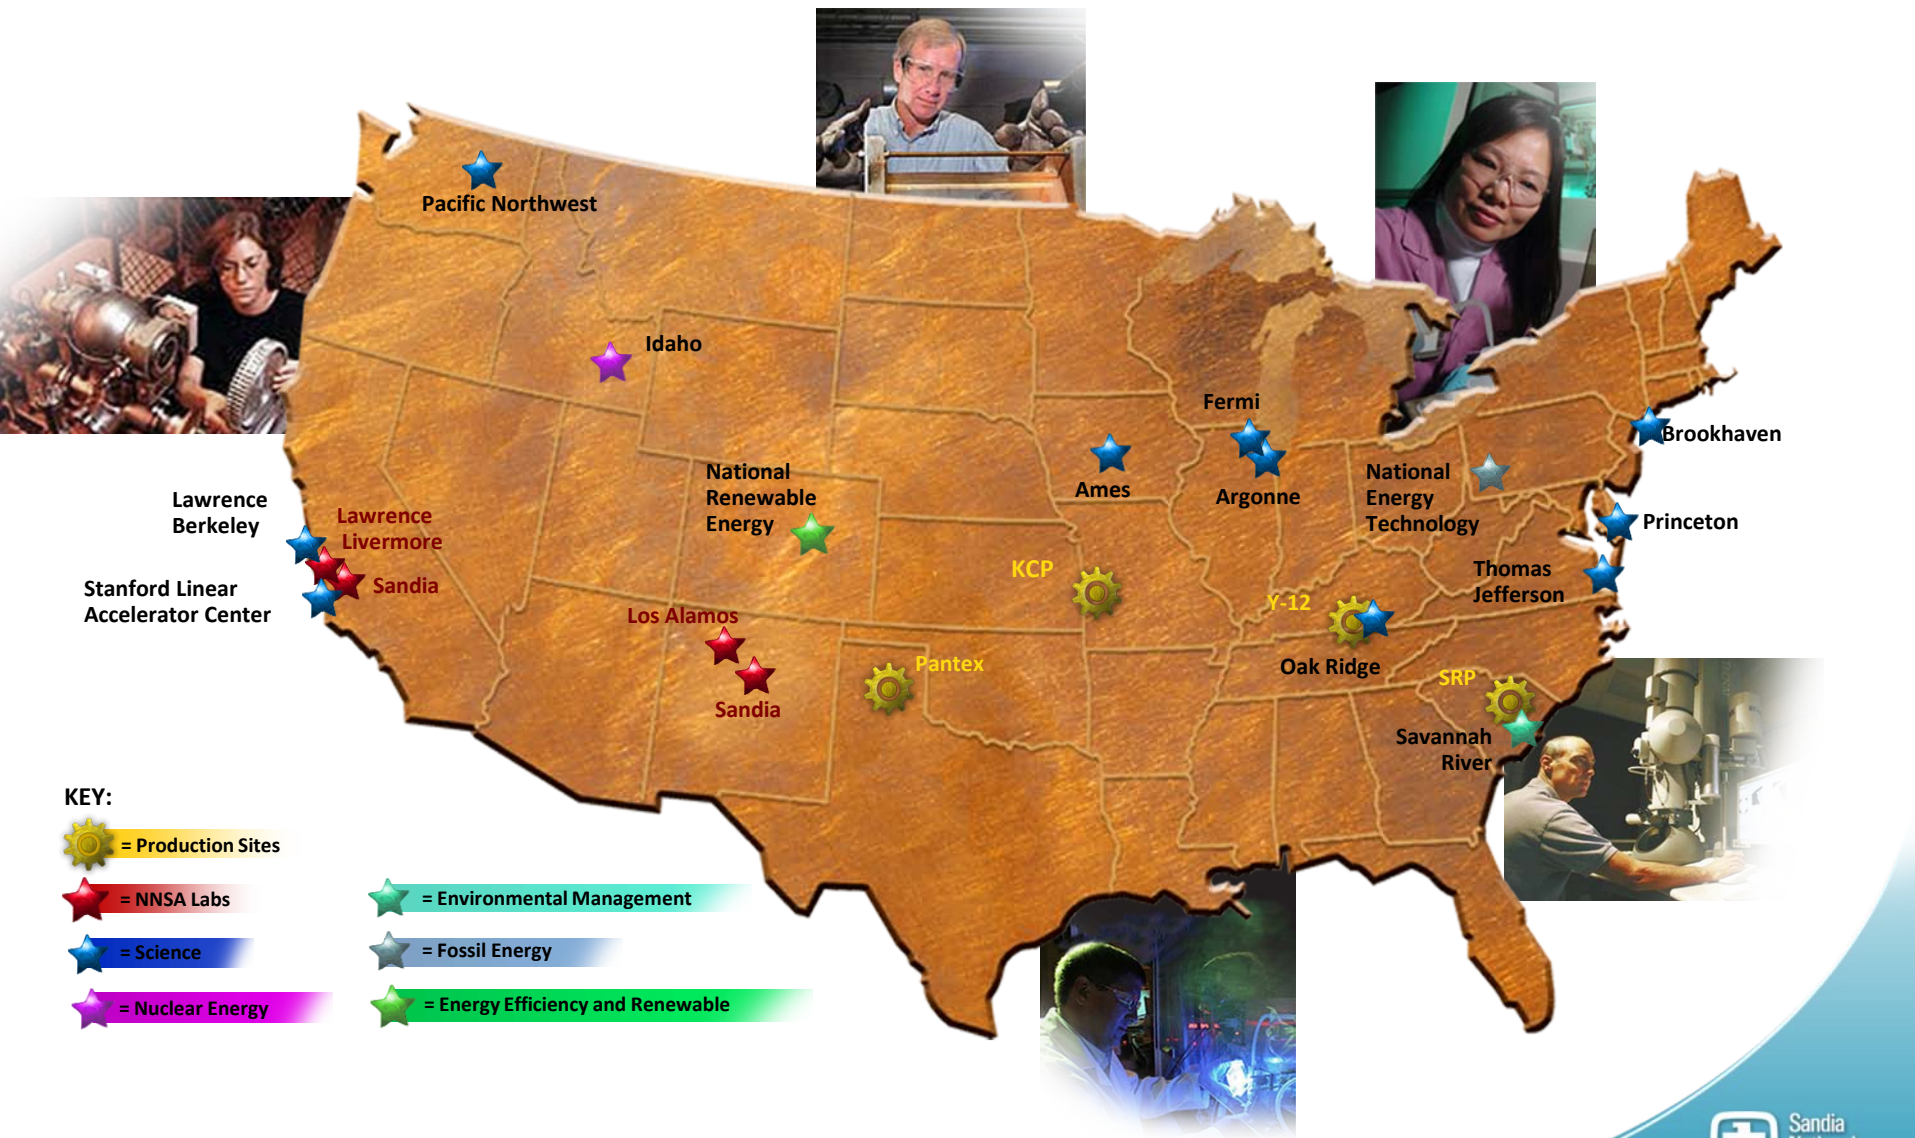 Pacific Northwest
Idaho
Fermi
Brookhaven
National
Renewable
Energy
Ames
Argonne
National
Energy
Technology
Lawrence
Berkeley
Lawrence
Livermore
Princeton
Stanford Linear
Accelerator Center
Sandia
KCP
Thomas
Jefferson
Los Alamos
Y-12
Pantex
Oak Ridge
SRP
Sandia
Savannah
River
KEY:
= Production Sites
= NNSA Labs
= Science
= Nuclear Energy
= Environmental Management
= Fossil Energy
= Energy Efficiency and Renewable
Sandia